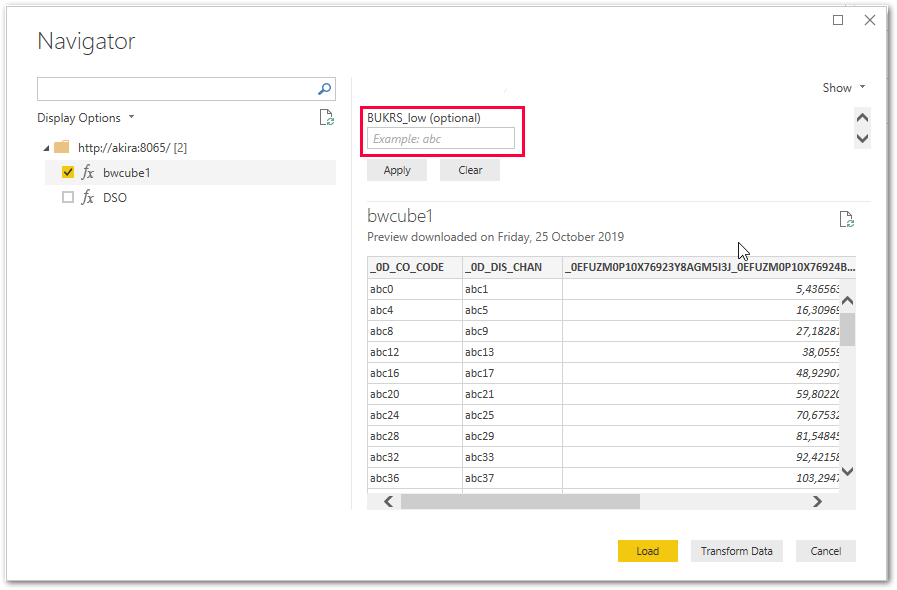 Navigator
Show
BUKRS_low (optional)
Display Options
Example: abc
http://akira:8065/ [2]
Apply Clear
fx bwcube1
fx DSO
bwcube1
Preview downloaded on Friday, 25 October 2019
_0D_CO_CODE _0D_DIS_CHAN _0EFUZM0P10X76923Y8AGM5I3J_0EFUZM0P10X76924B...
abc0 abc1 5,436563
abc4 abc5 16,30969
abc8 abc9 27,18281
abc12 abc13 38,0559
abc16 abc17 48,92907
abc20 abc21 59,80220
abc24 abc25 70,67532
abc28 abc29 81,54845
abc32 abc33 92,42158
abc36 abc37 103,2947
Load Transform Data Cancel